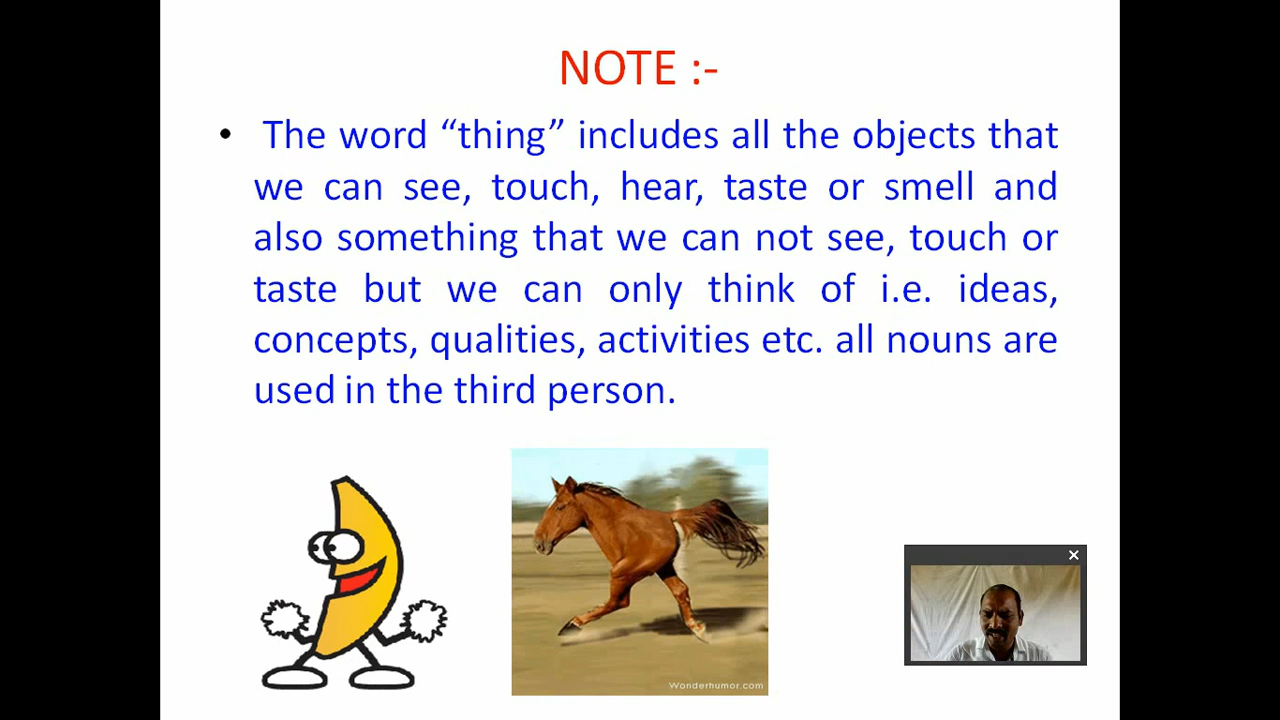 NOTE :-
• The word “thing” includes all the objects that
we can see, touch, hear, taste or smell and
also something that we can not see, touch or
taste but we can only think of i.e. ideas,
concepts, qualities, activities etc. all nouns are
used in the third person.
Wonderhumor.com